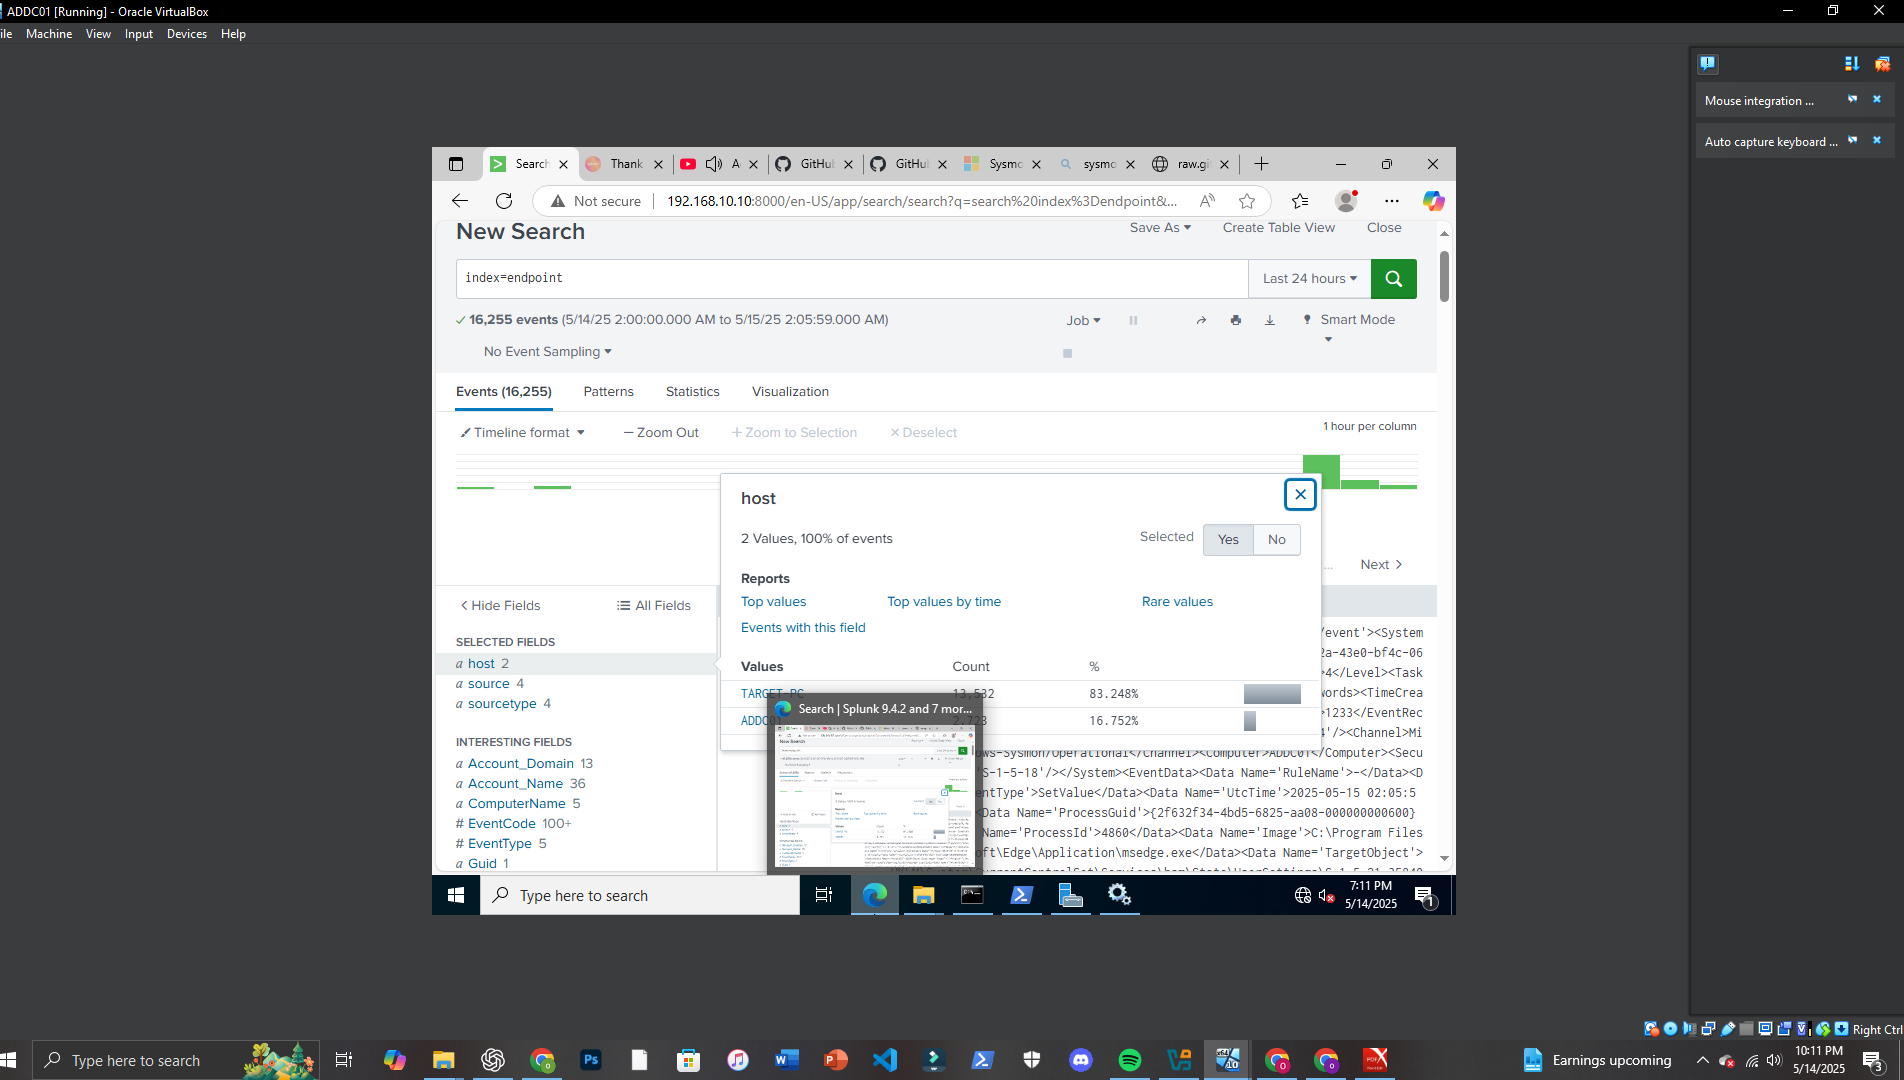 ADDC01 [Running] - Oracle VirtualBox
ile Machine View Input Devices Help
Mouse integration ...
Auto capture keyboard ...
Search Thank A GitHub GitHub Sysmo sysmo raw.gi
Not secure 192.168.10.10:8000/en-US/app/search/search?q=search%20index%3Dendpoint&...
New Search
Save As Create Table View Close
index=endpoint
Last 24 hours
16,255 events (5/14/25 2:00:00.000 AM to 5/15/25 2:05:59.000 AM)
Job Smart Mode
No Event Sampling
Events (16,255) Patterns Statistics Visualization
Timeline format — Zoom Out + Zoom to Selection × Deselect
1 hour per column
host
2 Values, 100% of events
Selected Yes No
... Next >
Reports
Top values Top values by time Rare values
Events with this field
Values Count %
TARGET-PC 13,532 83.248%
ADDC01 2,723 16.752%
< Hide Fields All Fields
SELECTED FIELDS
a host 2
a source 4
a sourcetype 4
INTERESTING FIELDS
a Account_Domain 13
a Account_Name 36
a ComputerName 5
# EventCode 100+
# EventType 5
a Guid 1
/event'><System
2a-43e0-bf4c-06
>4</Level><Task
words><TimeCrea
>1233</EventRec
4'/><Channel>Mi
ows-Sysmon/Operational</Channel><Computer>ADDC01</Computer><Secu
'S-1-5-18'/></System><EventData><Data Name='RuleName'>-</Data><D
entType'>SetValue</Data><Data Name='UtcTime'>2025-05-15 02:05:5
<Data Name='ProcessGuid'>{2f632f34-4bd5-6825-aa08-000000000600}
Name='ProcessId'>4860</Data><Data Name='Image'>C:\Program Files
oft\Edge\Application\msedge.exe</Data><Data Name='TargetObject'>
Search | Splunk 9.4.2 and 7 mor...
Type here to search
7:11 PM
5/14/2025
1
Right Ctrl
Type here to search
Earnings upcoming
10:11 PM
5/14/2025
3